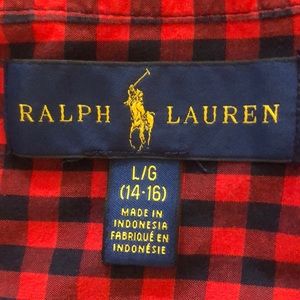 RALPH LAUREN
L/G
(14-16)
MADE IN
INDONESIA
FABRIQUÉ EN
INDONÉSIE